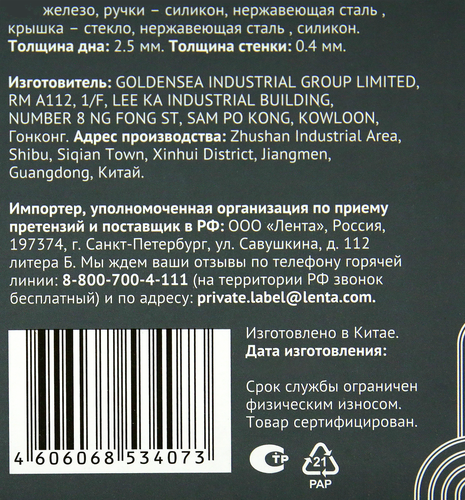 железо, ручки – силикон, нержавеющая сталь ,
крышка – стекло, нержавеющая сталь , силикон.
Толщина дна: 2.5 мм. Толщина стенки: 0.4 мм.
Изготовитель: GOLDENSEA INDUSTRIAL GROUP LIMITED,
RM A112, 1/F, LEE KA INDUSTRIAL BUILDING,
NUMBER 8 NG FONG ST, SAM PO KONG, KOWLOON,
Гонконг. Адрес производства: Zhushan Industrial Area,
Shibu, Siqian Town, Xinhui District, Jiangmen,
Guangdong, Китай.
Импортер, уполномоченная организация по приему
претензий и поставщик в РФ: ООО «Лента», Россия,
197374, г. Санкт-Петербург, ул. Савушкина, д. 112
литера Б. Мы ждем ваши отзывы по телефону горячей
линии: 8-800-700-4-111 (на территории РФ звонок
бесплатный) и по адресу: private.label@lenta.com.
Изготовлено в Китае.
Дата изготовления:
Срок службы ограничен
физическим износом.
Товар сертифицирован.
4 606068 534073
СТР
21
PAP